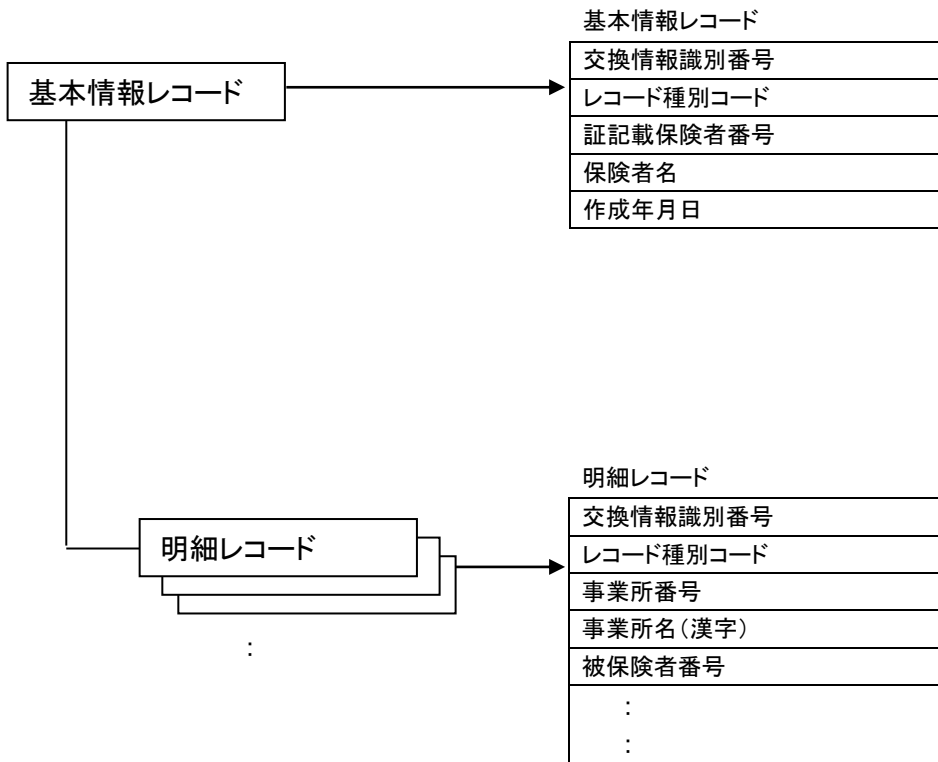 基本情報レコード
基本情報レコード
交換情報識別番号
レコード種別コード
証記載保険者番号
保険者名
作成年月日
明細レコード
:
明細レコード
交換情報識別番号
レコード種別コード
事業所番号
事業所名(漢字)
被保険者番号
:
: